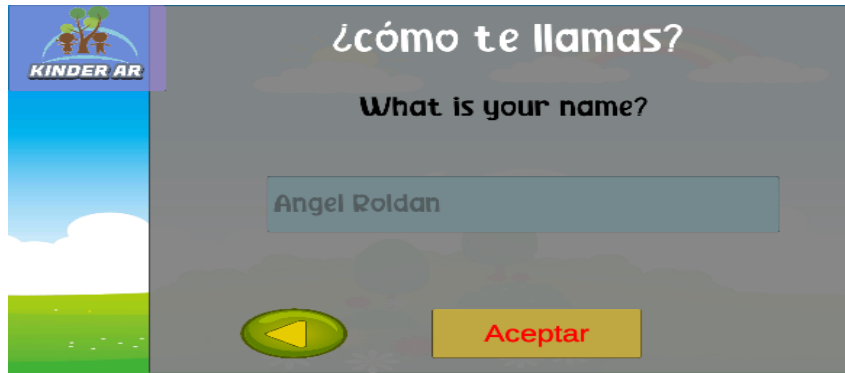 KINDER AR
¿cómo te llamas?
What is your name?
Angel Roldan
Aceptar